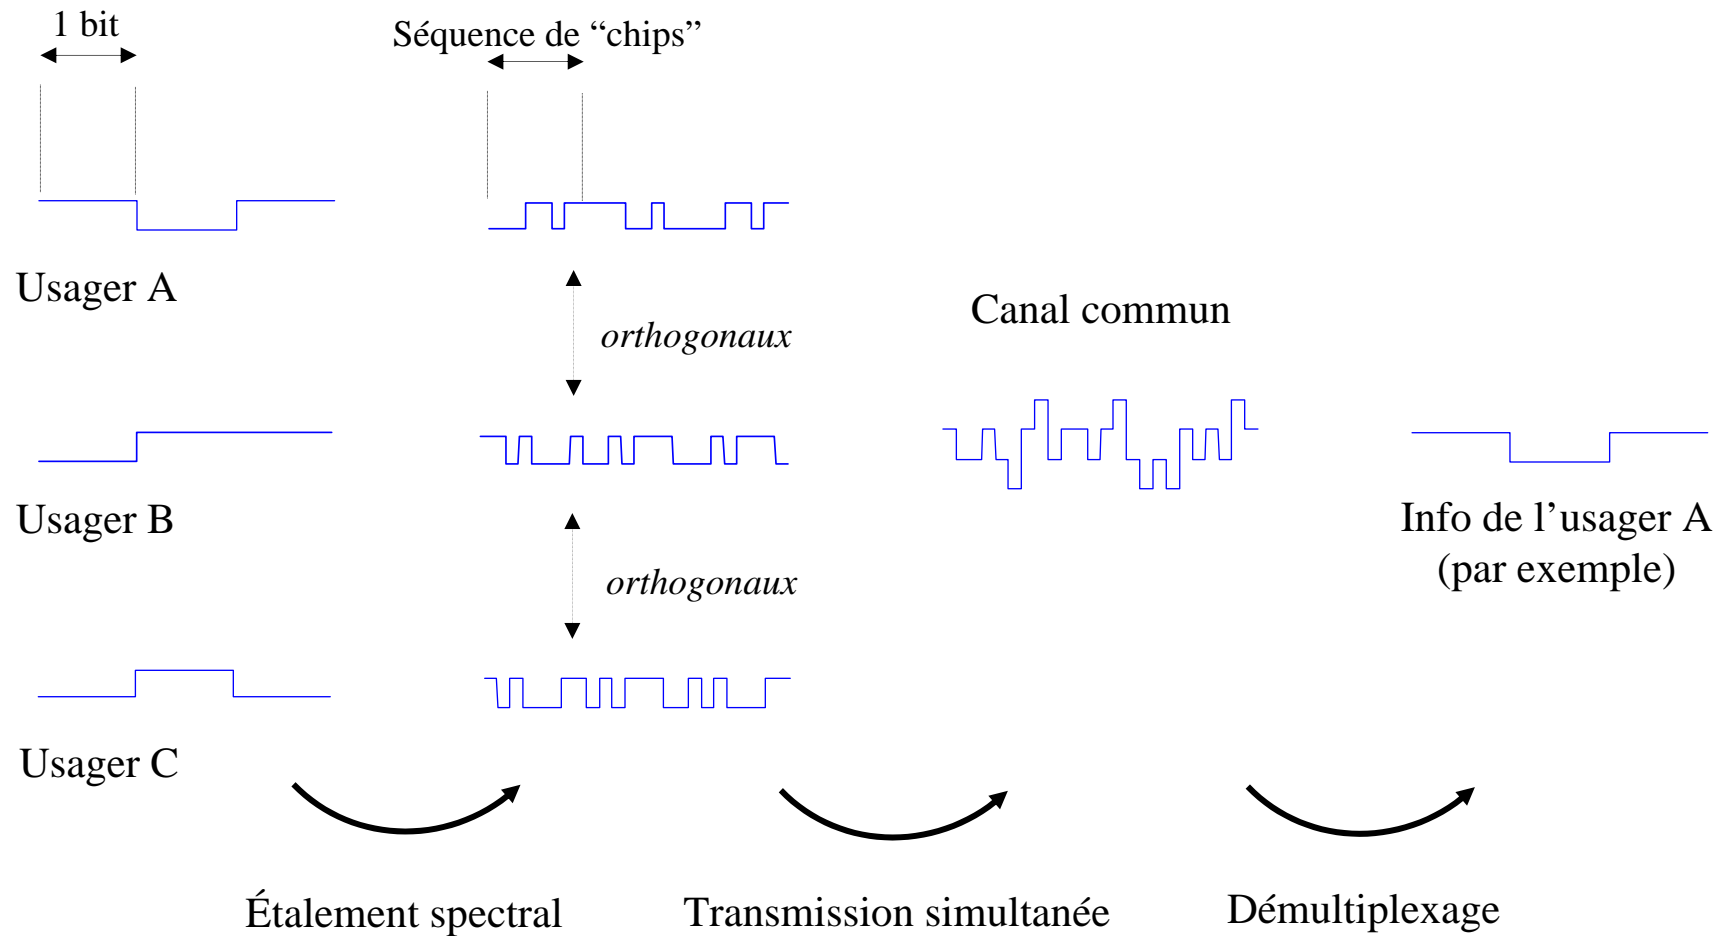 1 bit
Séquence de “chips”
Usager A
orthogonaux
Canal commun
Usager B
Info de l’usager A
(par exemple)
orthogonaux
Usager C
Étalement spectral
Transmission simultanée
Démultiplexage